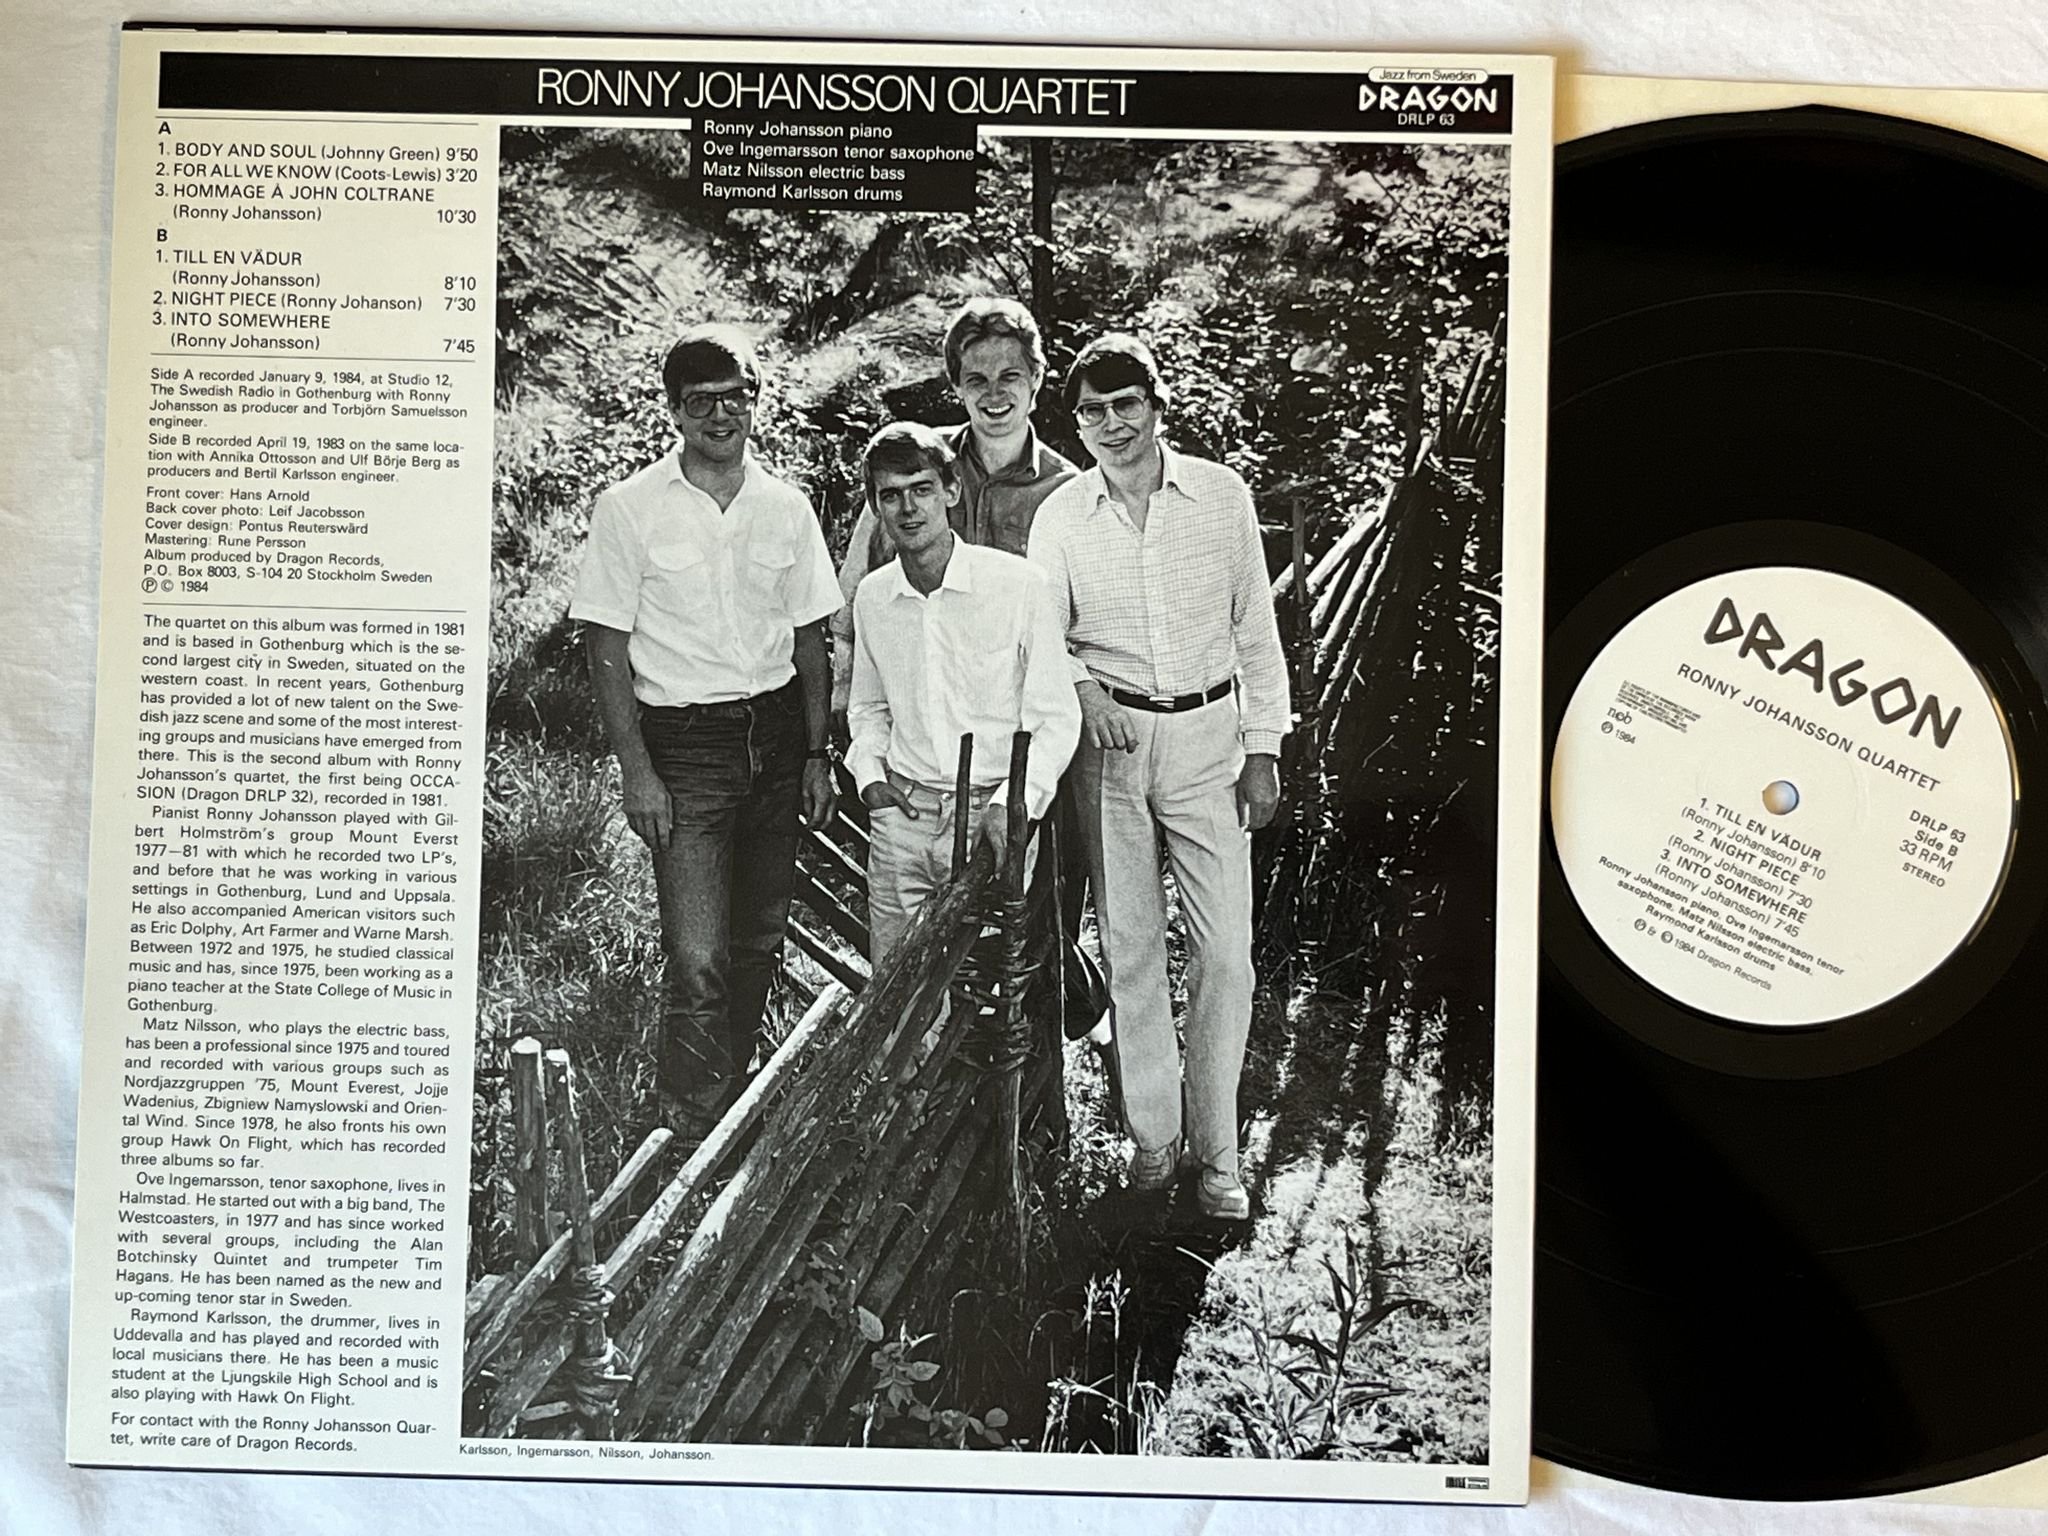 RONNY JOHANSSON QUARTET
Jazz from Sweden
DRAGON
DRLP 63
Ronny Johansson piano
Ove Ingemarsson tenor saxophone
Matz Nilsson electric bass
Raymond Karlsson drums
A
1. BODY AND SOUL (Johnny Green) 9'50
2. FOR ALL WE KNOW (Coots-Lewis) 3'20
3. HOMMAGE À JOHN COLTRANE
(Ronny Johansson) 10'30
B
1. TILL EN VÄDUR
(Ronny Johansson) 8'10
2. NIGHT PIECE (Ronny Johanson) 7'30
3. INTO SOMEWHERE
(Ronny Johansson) 7'45
Side A recorded January 9, 1984, at Studio 12,
The Swedish Radio in Gothenburg with Ronny
Johansson as producer and Torbjörn Samuelsson
engineer.
Side B recorded April 19, 1983 on the same loca-
tion with Annika Ottosson and Ulf Börje Berg as
producers and Bertil Karlsson engineer.
Front cover: Hans Arnold
Back cover photo: Leif Jacobsson
Cover design: Pontus Reuterswärd
Mastering: Rune Persson
Album produced by Dragon Records,
P.O. Box 8003, S-104 20 Stockholm Sweden
℗ © 1984
The quartet on this album was formed in 1981
and is based in Gothenburg which is the se-
cond largest city in Sweden, situated on the
western coast. In recent years, Gothenburg
has provided a lot of new talent on the Swe-
dish jazz scene and some of the most interest-
ing groups and musicians have emerged from
there. This is the second album with Ronny
Johansson's quartet, the first being OCCA-
SION (Dragon DRLP 32), recorded in 1981.
Pianist Ronny Johansson played with Gil-
bert Holmström's group Mount Everst
1977—81 with which he recorded two LP's,
and before that he was working in various
settings in Gothenburg, Lund and Uppsala.
He also accompanied American visitors such
as Eric Dolphy, Art Farmer and Warne Marsh.
Between 1972 and 1975, he studied classical
music and has, since 1975, been working as a
piano teacher at the State College of Music in
Gothenburg.
Matz Nilsson, who plays the electric bass,
has been a professional since 1975 and toured
and recorded with various groups such as
Nordjazzgruppen '75, Mount Everest, Jojje
Wadenius, Zbigniew Namyslowski and Orien-
tal Wind. Since 1978, he also fronts his own
group Hawk On Flight, which has recorded
three albums so far.
Ove Ingemarsson, tenor saxophone, lives in
Halmstad. He started out with a big band, The
Westcoasters, in 1977 and has since worked
with several groups, including the Alan
Botchinsky Quintet and trumpeter Tim
Hagans. He has been named as the new and
up-coming tenor star in Sweden.
Raymond Karlsson, the drummer, lives in
Uddevalla and has played and recorded with
local musicians there. He has been a music
student at the Ljungskile High School and is
also playing with Hawk On Flight.
For contact with the Ronny Johansson Quar-
tet, write care of Dragon Records.
Karlsson, Ingemarsson, Nilsson, Johansson.
DRAGON
RONNY JOHANSSON QUARTET
ncb
℗ 1984
DRLP 63
Side B
33 RPM
STEREO
1. TILL EN VÄDUR
(Ronny Johansson) 8'10
2. NIGHT PIECE
(Ronny Johansson) 7'30
3. INTO SOMEWHERE
(Ronny Johansson) 7'45
Ronny Johansson piano, Ove Ingemarsson tenor
saxophone, Matz Nilsson electric bass,
Raymond Karlsson drums
℗ & © 1984 Dragon Records